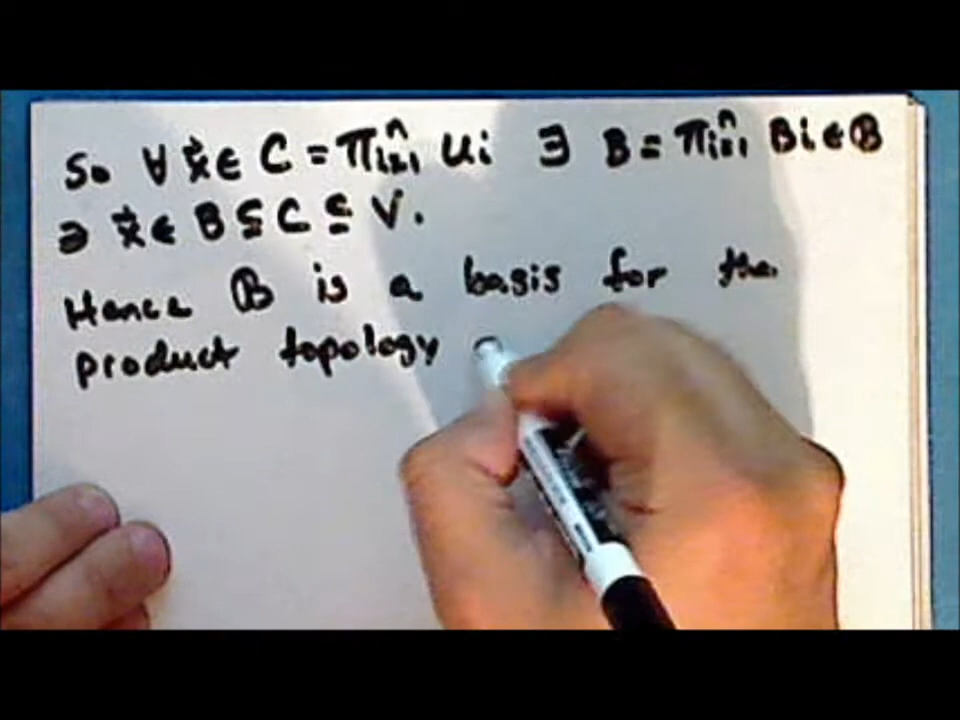 So ∀ x⃗ ∈ C = π_{i=1}^n Ui ∃ B = π_{i=1}^n Bi ∈ 𝔹
∋ x⃗ ∈ B ⊆ C ⊆ V.
Hence 𝔹 is a basis for the
product topology